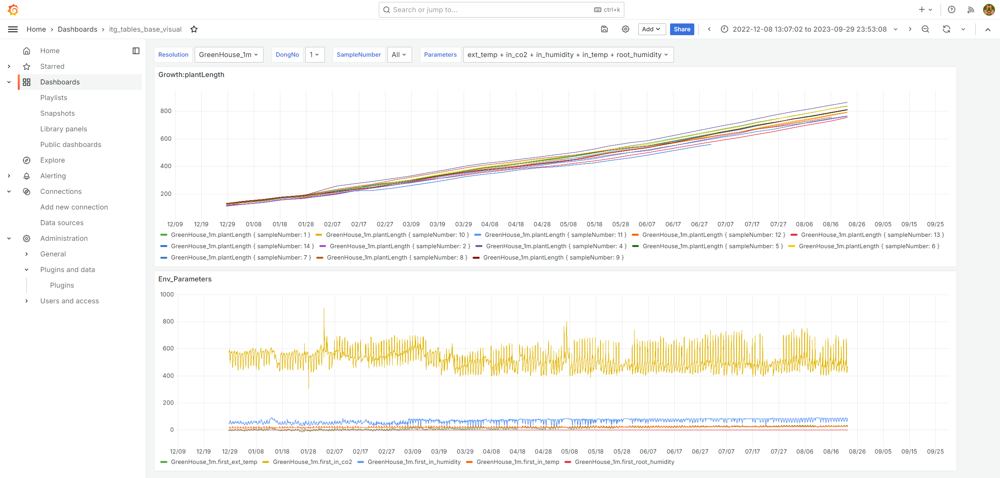 Search or jump to... ctrl+k
Home › Dashboards › itg_tables_base_visual Add Share 2022-12-08 13:07:02 to 2023-09-29 23:53:08
Home
Starred
Dashboards
Playlists
Snapshots
Library panels
Public dashboards
Explore
Alerting
Connections
Add new connection
Data sources
Administration
General
Plugins and data
Plugins
Users and access
Resolution GreenHouse_1m DongNo 1 SampleNumber All Parameters ext_temp + in_co2 + in_humidity + in_temp + root_humidity
Growth:plantLength
800
600
400
200
12/09 12/19 12/29 01/08 01/18 01/28 02/07 02/17 02/27 03/09 03/19 03/29 04/08 04/18 04/28 05/08 05/18 05/28 06/07 06/17 06/27 07/07 07/17 07/27 08/06 08/16 08/26 09/05 09/15 09/25
GreenHouse_1m.plantLength { sampleNumber: 1 } GreenHouse_1m.plantLength { sampleNumber: 10 } GreenHouse_1m.plantLength { sampleNumber: 11 } GreenHouse_1m.plantLength { sampleNumber: 12 } GreenHouse_1m.plantLength { sampleNumber: 13 }
GreenHouse_1m.plantLength { sampleNumber: 14 } GreenHouse_1m.plantLength { sampleNumber: 2 } GreenHouse_1m.plantLength { sampleNumber: 4 } GreenHouse_1m.plantLength { sampleNumber: 5 } GreenHouse_1m.plantLength { sampleNumber: 6 }
GreenHouse_1m.plantLength { sampleNumber: 7 } GreenHouse_1m.plantLength { sampleNumber: 8 } GreenHouse_1m.plantLength { sampleNumber: 9 }
Env_Parameters
1000
800
600
400
200
0
12/09 12/19 12/29 01/08 01/18 01/28 02/07 02/17 02/27 03/09 03/19 03/29 04/08 04/18 04/28 05/08 05/18 05/28 06/07 06/17 06/27 07/07 07/17 07/27 08/06 08/16 08/26 09/05 09/15 09/25
GreenHouse_1m.first_ext_temp GreenHouse_1m.first_in_co2 GreenHouse_1m.first_in_humidity GreenHouse_1m.first_in_temp GreenHouse_1m.first_root_humidity